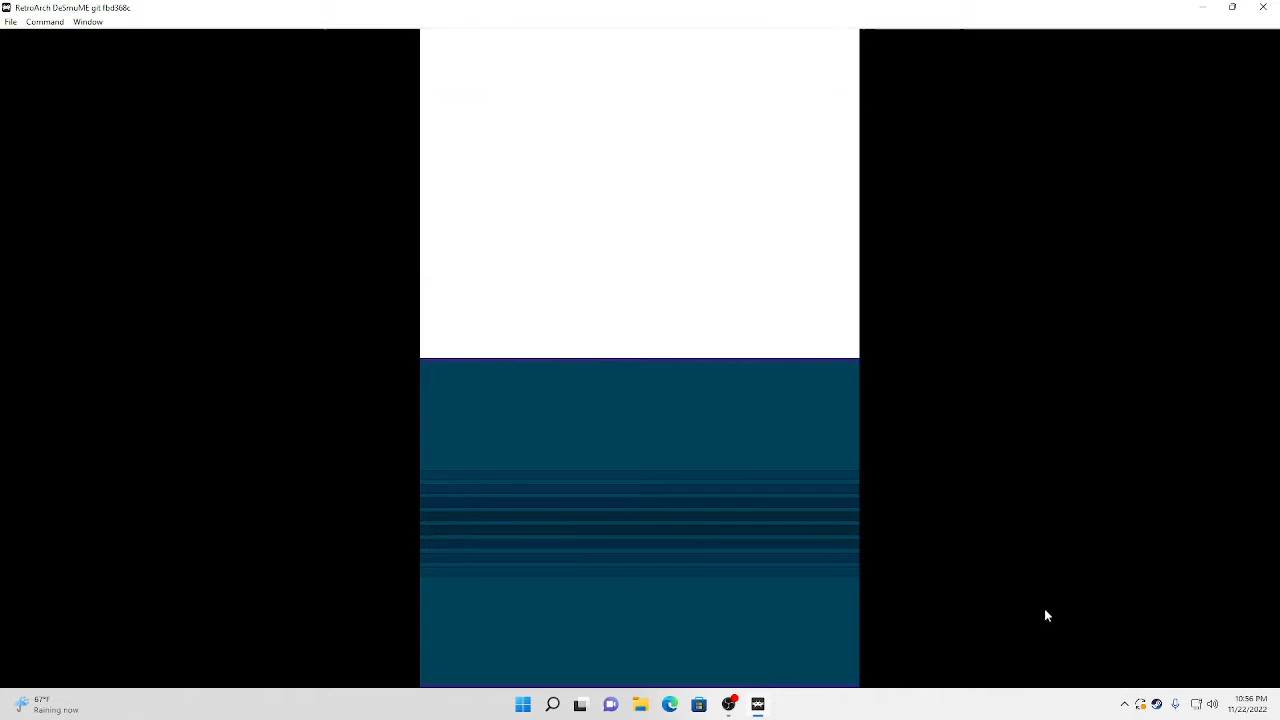 RetroArch DeSmuME git fbd368c
File Command Window
67°F
Raining now
10:56 PM
11/22/2022